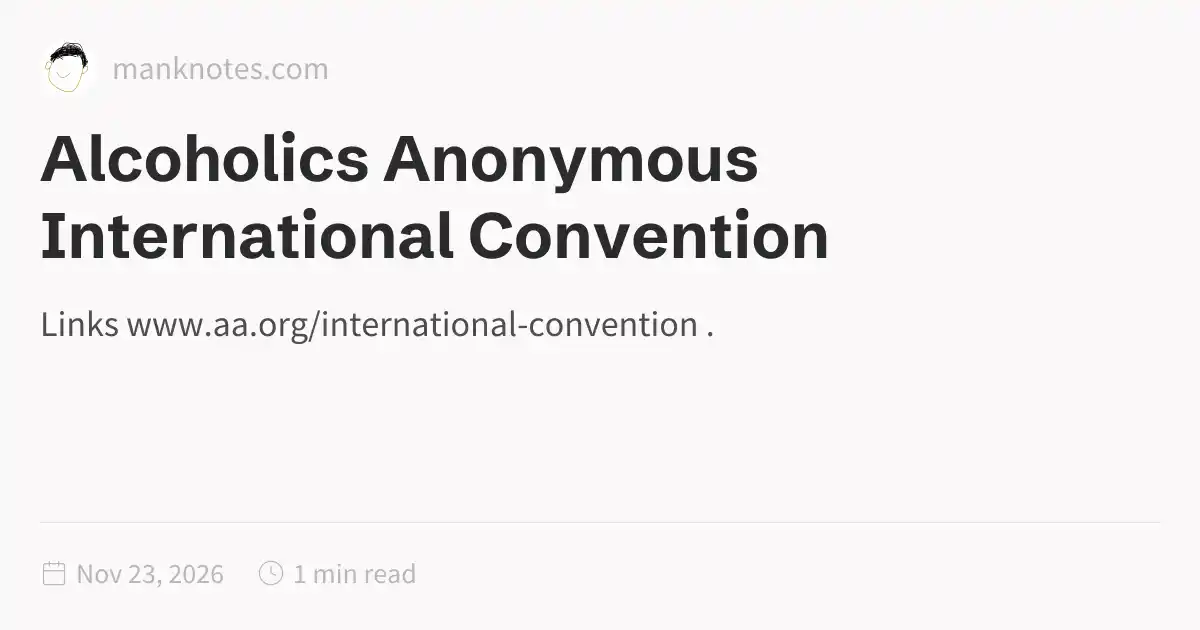 manknotes.com
Alcoholics Anonymous
International Convention
Links www.aa.org/international-convention .
Nov 23, 2026 1 min read